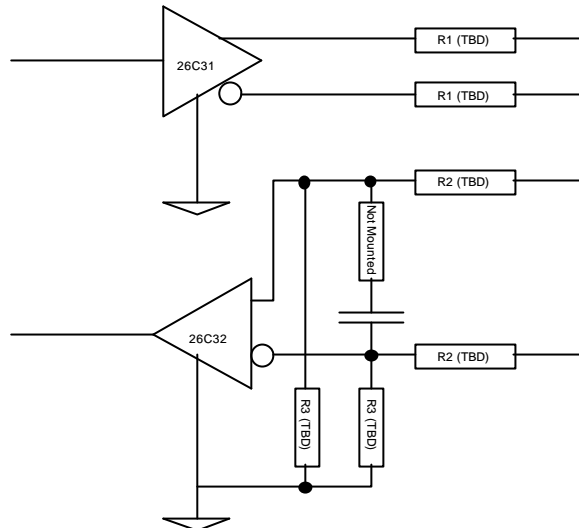 R1 (TBD)
26C31
R1 (TBD)
R2 (TBD)
Not Mounted
26C32
R2 (TBD)
R3 (TBD)
R3 (TBD)